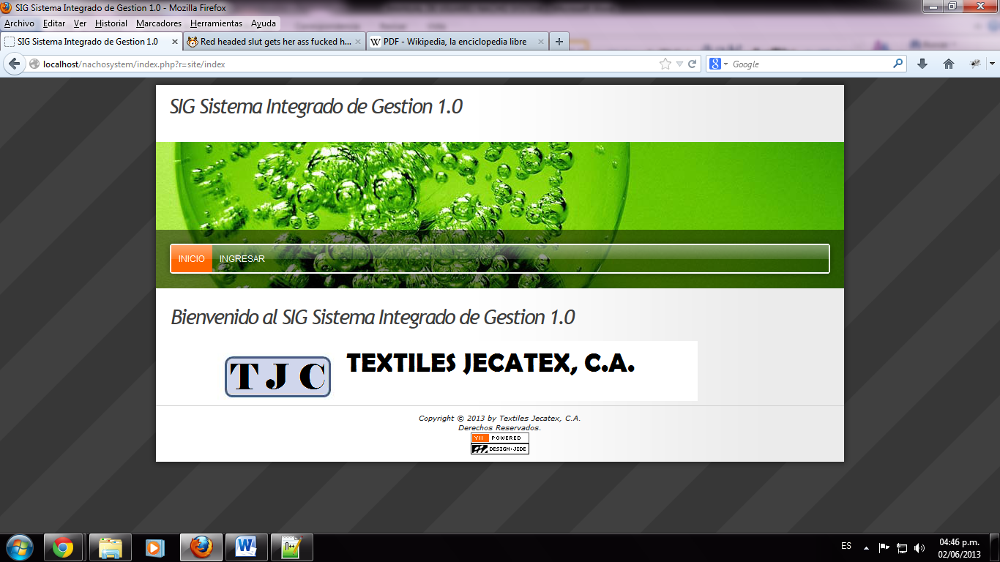 SIG Sistema Integrado de Gestion 1.0 - Mozilla Firefox
Archivo Editar Ver Historial Marcadores Herramientas Ayuda
SIG Sistema Integrado de Gestion 1.0
Red headed slut gets her ass fucked h...
PDF - Wikipedia, la enciclopedia libre
localhost/nachosystem/index.php?r=site/index
Google
SIG Sistema Integrado de Gestion 1.0
INICIO INGRESAR
Bienvenido al SIG Sistema Integrado de Gestion 1.0
T J C
TEXTILES JECATEX, C.A.
Copyright © 2013 by Textiles Jecatex, C.A.
Derechos Reservados.
YII POWERED
DESIGN:JIDE
ES
04:46 p.m.
02/06/2013